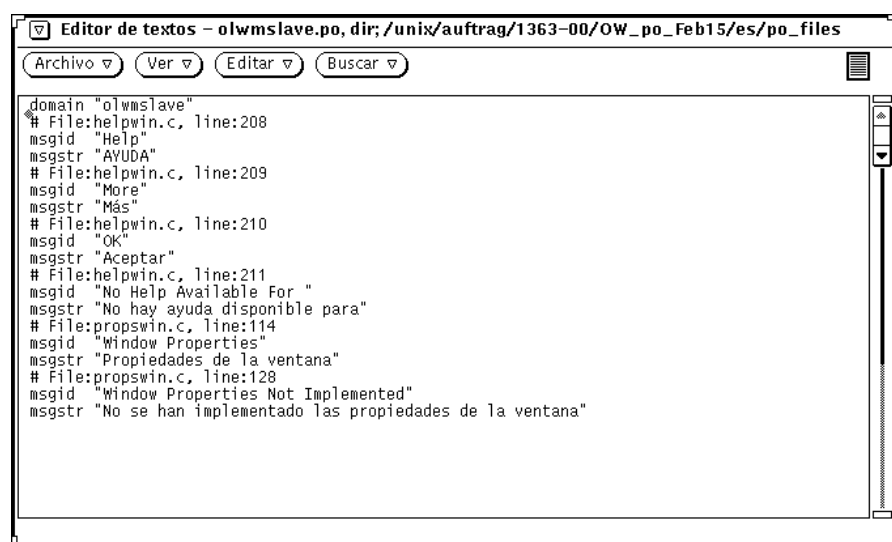 Editor de textos – olwmslave.po, dir; /unix/auftrag/1363-00/OW_po_Feb15/es/po_files
Archivo Ver Editar Buscar
domain "olwmslave"
# File:helpwin.c, line:208
msgid  "Help"
msgstr "AYUDA"
# File:helpwin.c, line:209
msgid  "More"
msgstr "Más"
# File:helpwin.c, line:210
msgid  "OK"
msgstr "Aceptar"
# File:helpwin.c, line:211
msgid  "No Help Available For "
msgstr "No hay ayuda disponible para"
# File:propswin.c, line:114
msgid  "Window Properties"
msgstr "Propiedades de la ventana"
# File:propswin.c, line:128
msgid  "Window Properties Not Implemented"
msgstr "No se han implementado las propiedades de la ventana"